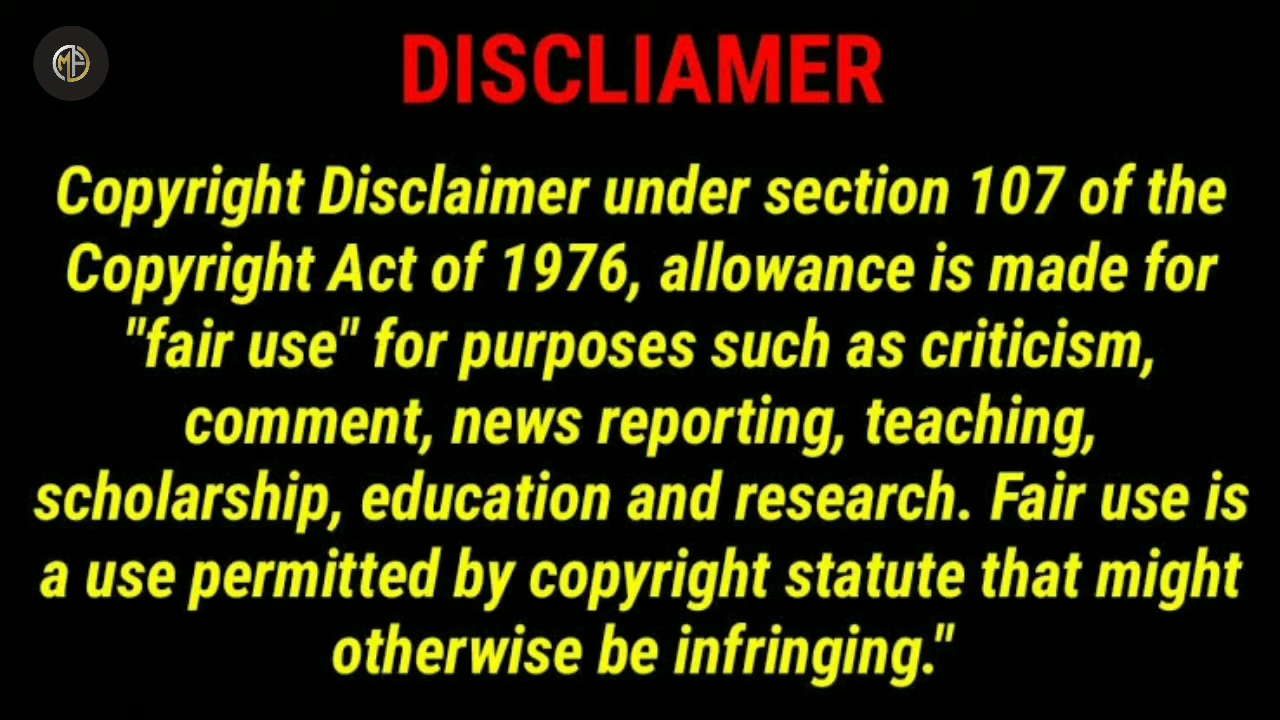 DISCLIAMER
Copyright Disclaimer under section 107 of the
Copyright Act of 1976, allowance is made for
"fair use" for purposes such as criticism,
comment, news reporting, teaching,
scholarship, education and research. Fair use is
a use permitted by copyright statute that might
otherwise be infringing."